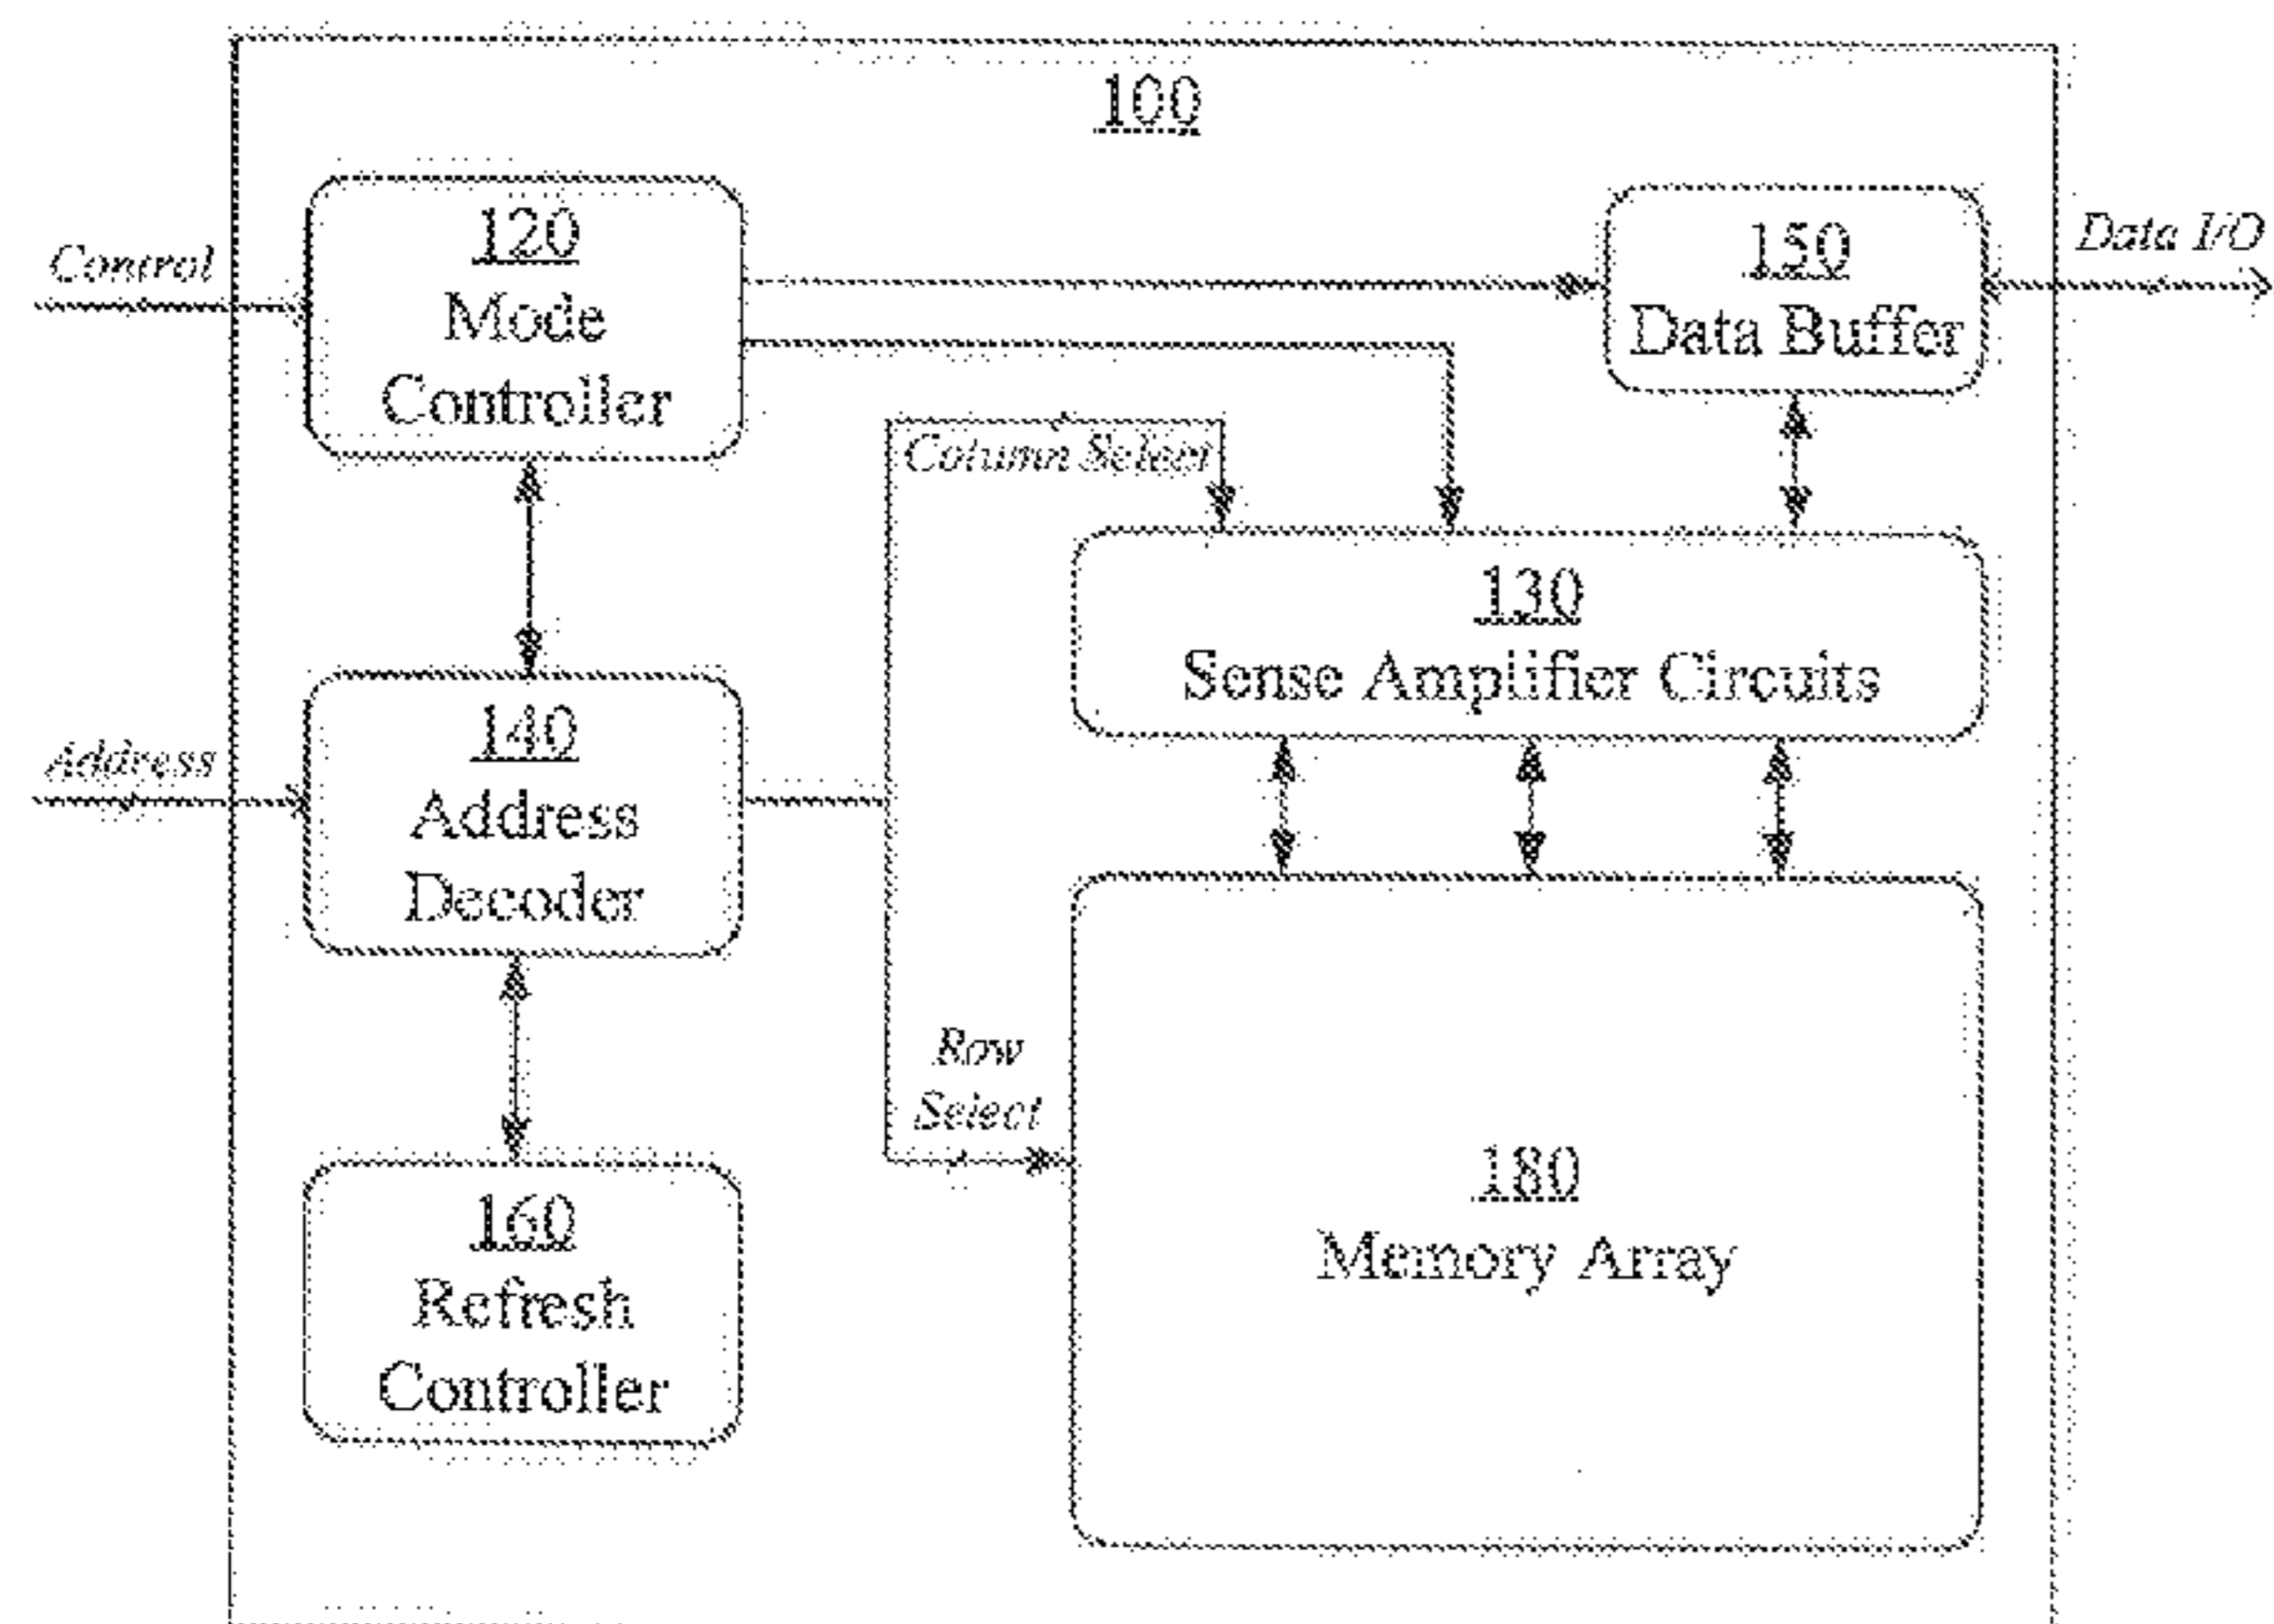 100
120
Mode
Controller
Control
150
Data Buffer
Data I/O
Column Select
130
Sense Amplifier Circuits
Address
140
Address
Decoder
Row
Select
160
Refresh
Controller
180
Memory Array